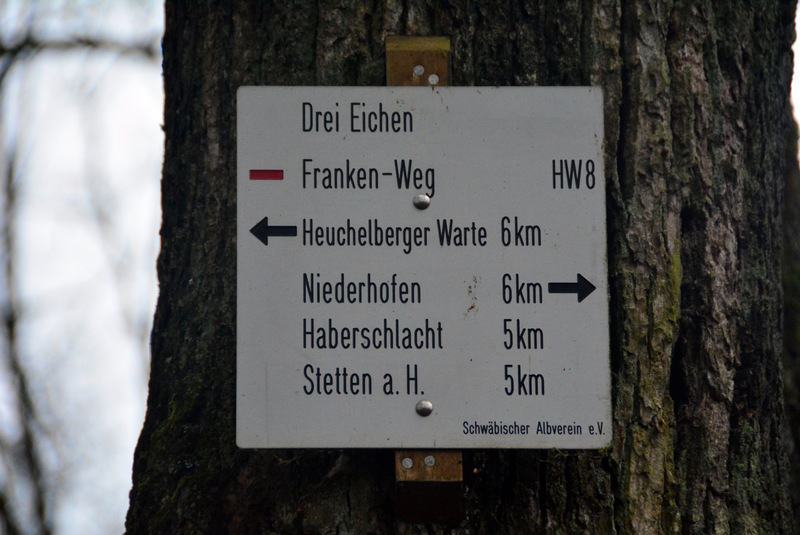 Drei Eichen
Franken-Weg HW8
Heuchelberger Warte 6km
Niederhofen 6km
Haberschlacht 5km
Stetten a. H. 5km
Schwäbischer Albverein e.V.